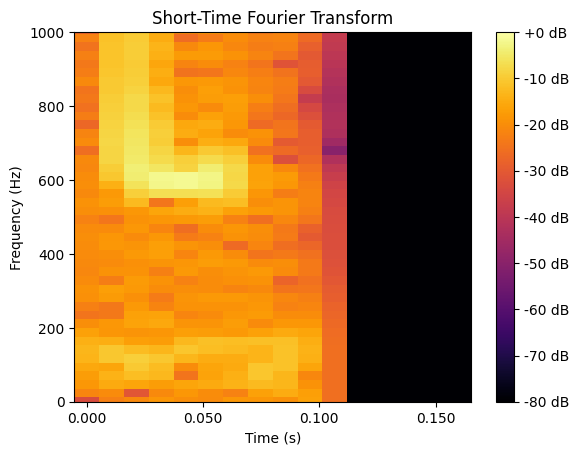 Short-Time Fourier Transform
1000
800
600
400
200
0
Frequency (Hz)
0.000
0.050
0.100
0.150
Time (s)
+0 dB
-10 dB
-20 dB
-30 dB
-40 dB
-50 dB
-60 dB
-70 dB
-80 dB